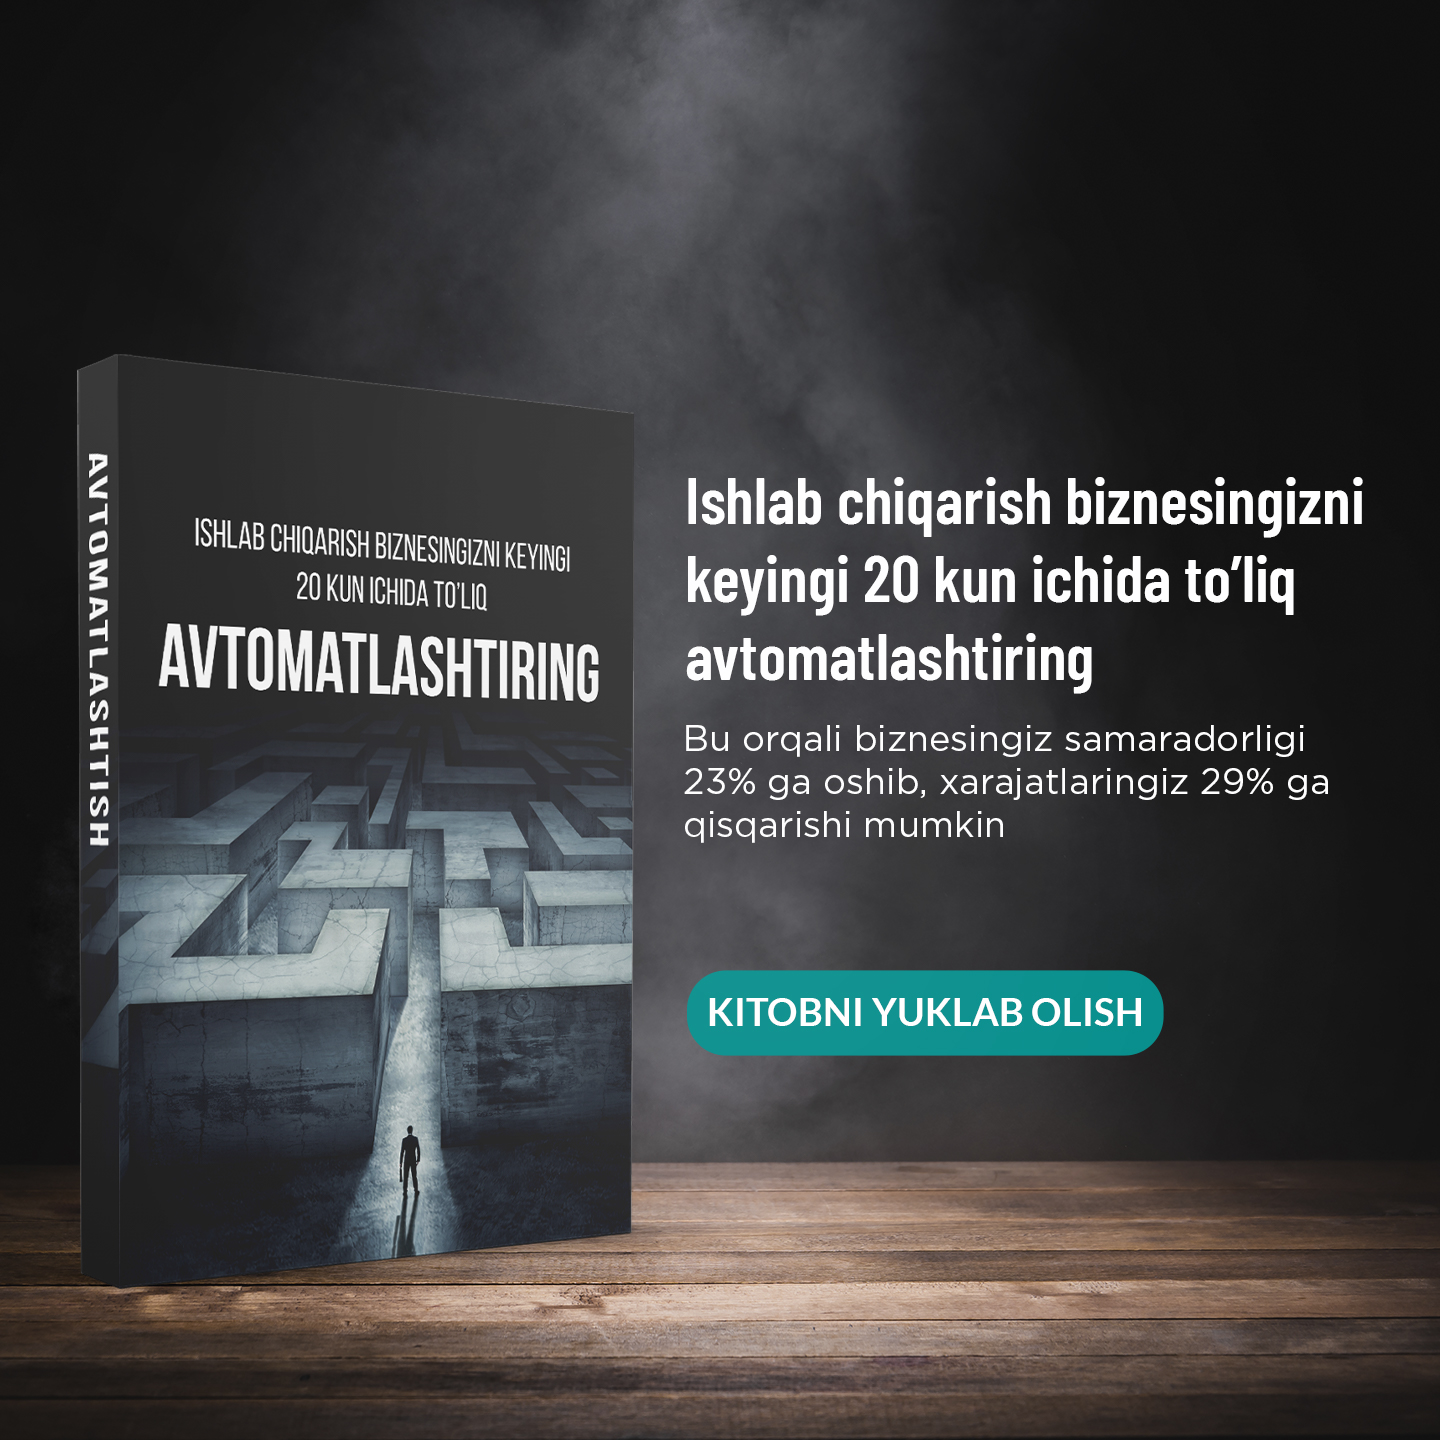 AVTOMATLASHTISH
ISHLAB CHIQARISH BIZNESINGIZNI KEYINGI
20 KUN ICHIDA TO’LIQ
AVTOMATLASHTIRING
Ishlab chiqarish biznesingizni
keyingi 20 kun ichida to’liq
avtomatlashtiring
Bu orqali biznesingiz samaradorligi
23% ga oshib, xarajatlaringiz 29% ga
qisqarishi mumkin
KITOBNI YUKLAB OLISH